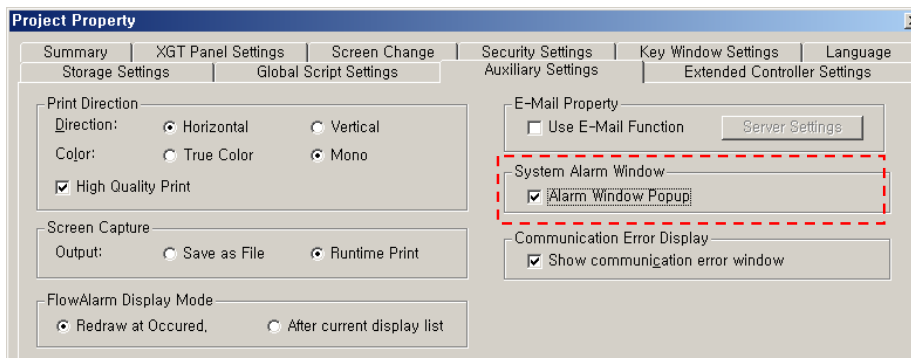 Project Property
Summary XGT Panel Settings Screen Change Security Settings Key Window Settings Language
Storage Settings Global Script Settings Auxiliary Settings Extended Controller Settings
Print Direction
Direction: Horizontal Vertical
Color: True Color Mono
High Quality Print
Screen Capture
Output: Save as File Runtime Print
FlowAlarm Display Mode
Redraw at Occured, After current display list
E-Mail Property
Use E-Mail Function Server Settings
System Alarm Window
Alarm Window Popup
Communication Error Display
Show communication error window